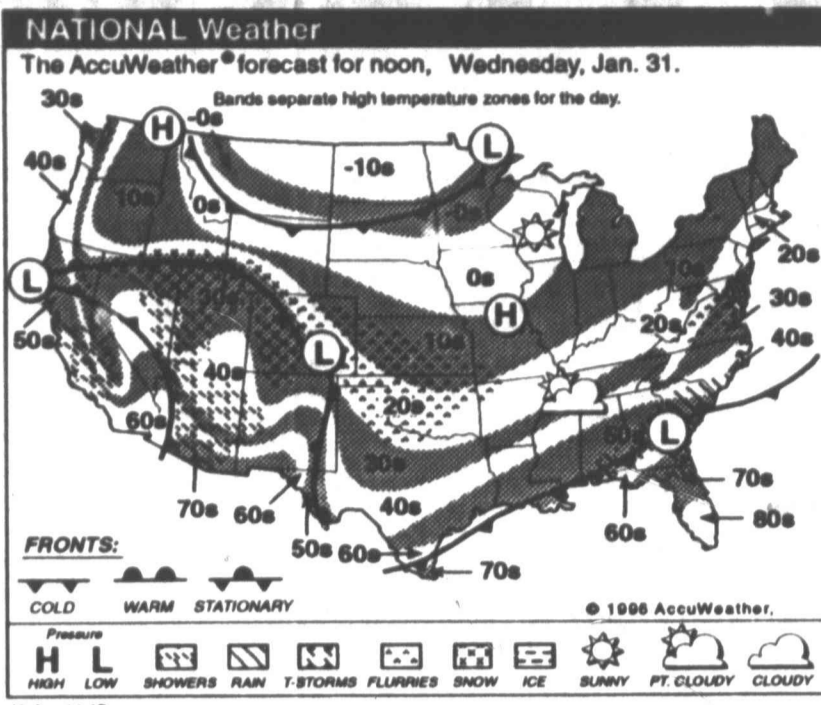 NATIONAL Weather
The AccuWeather® forecast for noon, Wednesday, Jan. 31.
Bands separate high temperature zones for the day.
30s
-0s
H
L
40s
-10s
10s
0s
-0s
20s
0s
10s
L
30s
H
30s
50s
20s
L
10s
40s
40s
20s
60s
30s
50s
L
70s
40s
70s
60s
60s
80s
50s
60s
70s
FRONTS:
COLD WARM STATIONARY
© 1996 AccuWeather,
Pressure
H L
HIGH LOW SHOWERS RAIN T-STORMS FLURRIES SNOW ICE SUNNY PT. CLOUDY CLOUDY